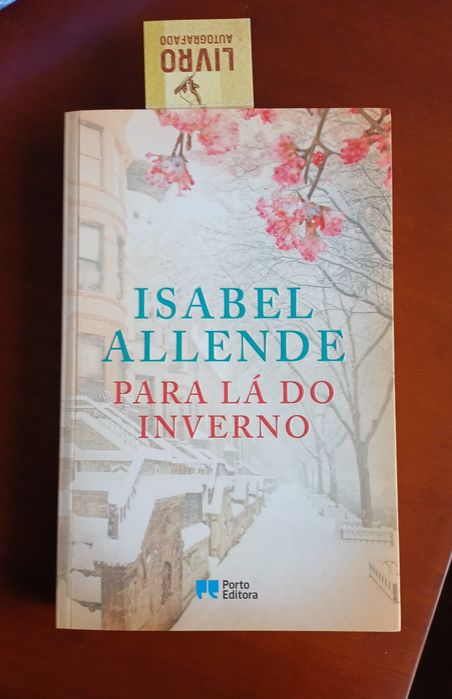 LIVRO
AUTOGRAFADO
ISABEL
ALLENDE
PARA LÁ DO
INVERNO
Porto
Editora